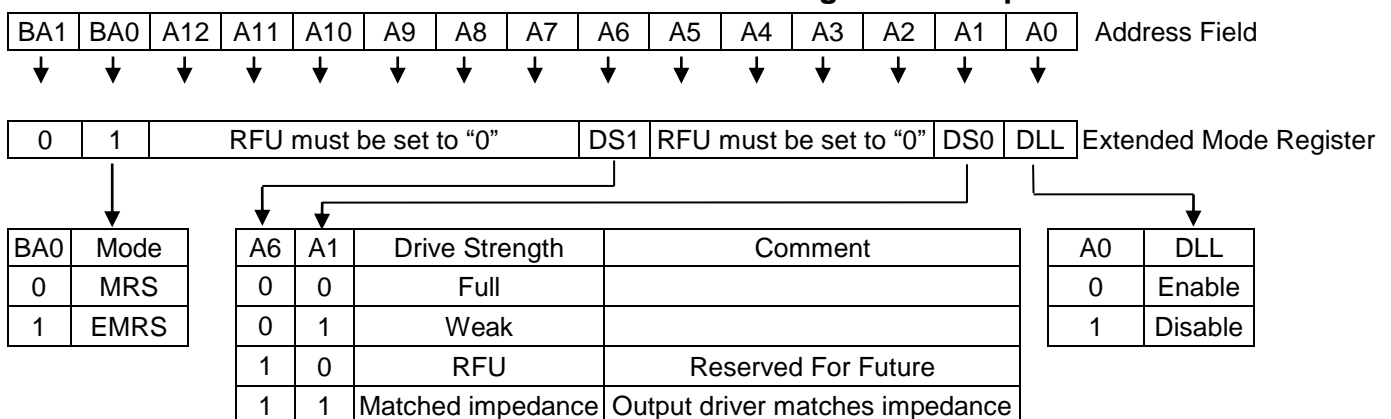 BA1 BA0 A12 A11 A10 A9 A8 A7 A6 A5 A4 A3 A2 A1 A0 Address Field
0 1 RFU must be set to “0” DS1 RFU must be set to “0” DS0 DLL Extended Mode Register
BA0 Mode A6 A1 Drive Strength Comment A0 DLL
0 MRS 0 0 Full 0 Enable
1 EMRS 0 1 Weak 1 Disable
1 0 RFU Reserved For Future
1 1 Matched impedance Output driver matches impedance